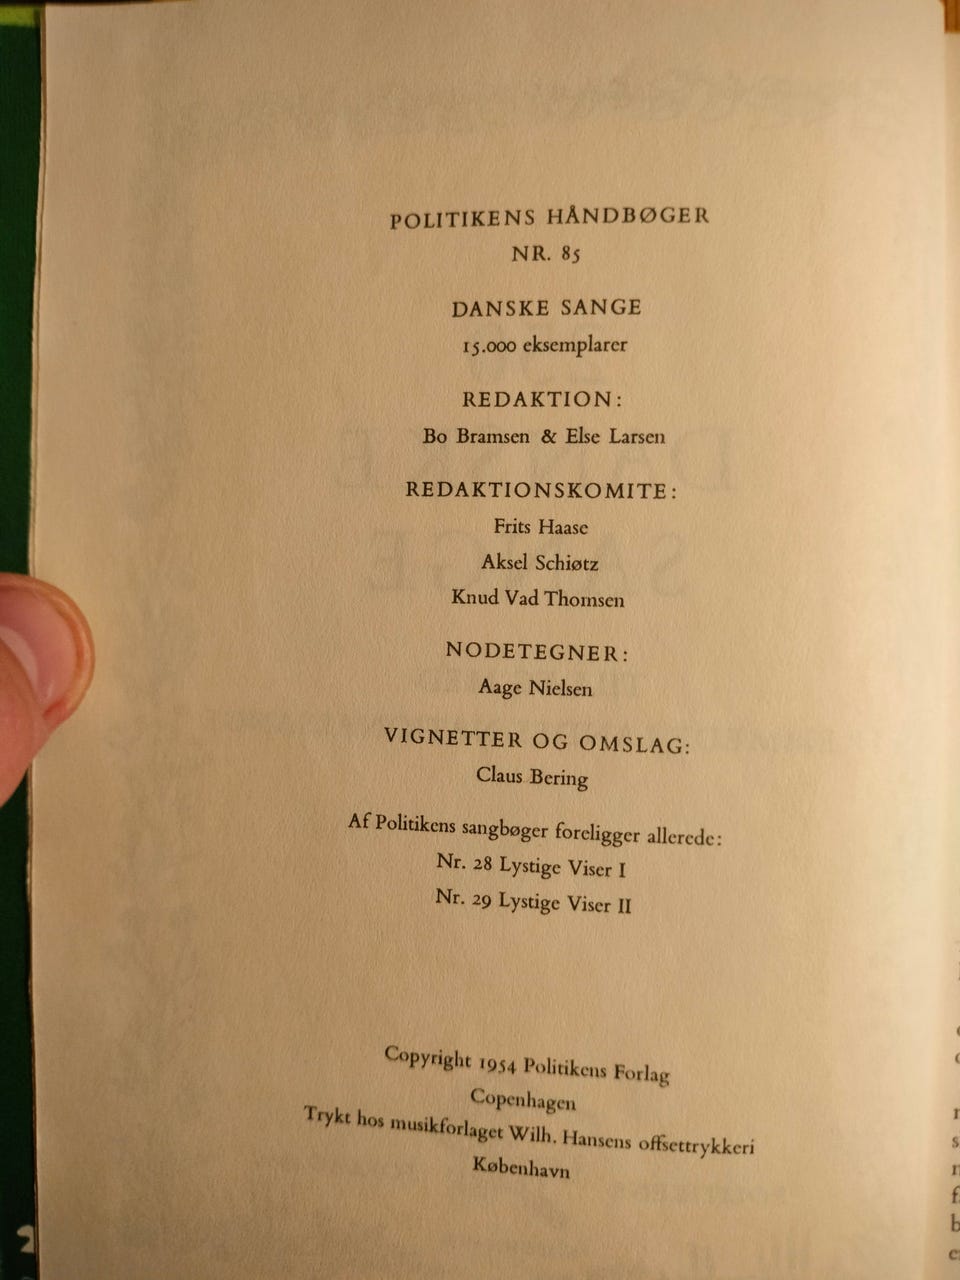 POLITIKENS HÅNDBØGER
NR. 85
DANSKE SANGE
15.000 eksemplarer
REDAKTION:
Bo Bramsen & Else Larsen
REDAKTIONSKOMITE:
Frits Haase
Aksel Schiøtz
Knud Vad Thomsen
NODETEGNER:
Aage Nielsen
VIGNETTER OG OMSLAG:
Claus Bering
Af Politikens sangbøger foreligger allerede:
Nr. 28 Lystige Viser I
Nr. 29 Lystige Viser II
Copyright 1954 Politikens Forlag
Copenhagen
Trykt hos musikforlaget Wilh. Hansens offsettrykkeri
København